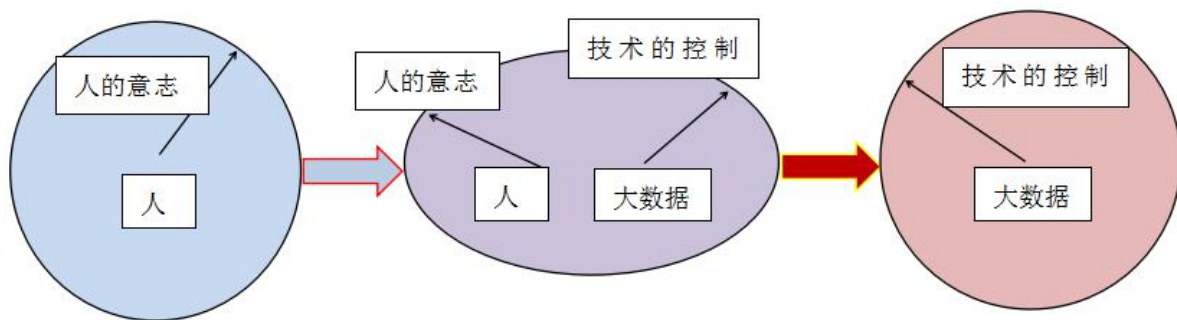 人的意志
人
人的意志
技术的控制
人
大数据
技术的控制
大数据